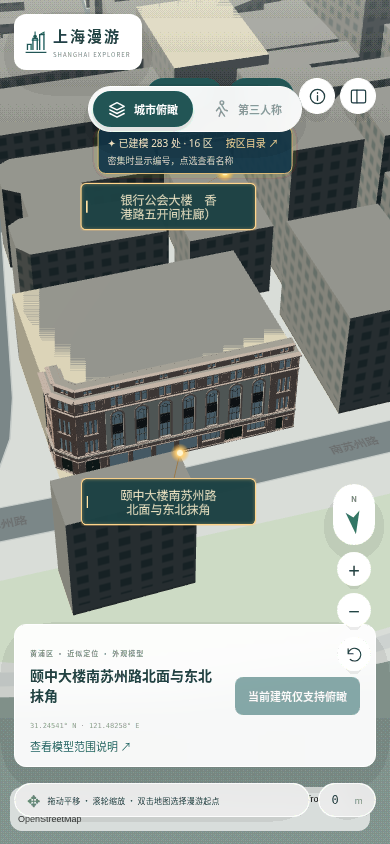 上海漫游
SHANGHAI EXPLORER
城市俯瞰
第三人称
✦ 已建模 283 处 · 16 区 按区目录 ↗
密集时显示编号，点选查看名称
银行公会大楼 香
港路五开间柱廊）
南苏州路
州路
颐中大楼南苏州路
北面与东北抹角
N
+
−
黄浦区 · 近似定位 · 外观模型
颐中大楼南苏州路北面与东北
抹角
当前建筑仅支持俯瞰
31.24541° N · 121.48258° E
查看模型范围说明 ↗
拖动平移 · 滚轮缩放 · 双击地图选择漫游起点
0 m
OpenStreetMap